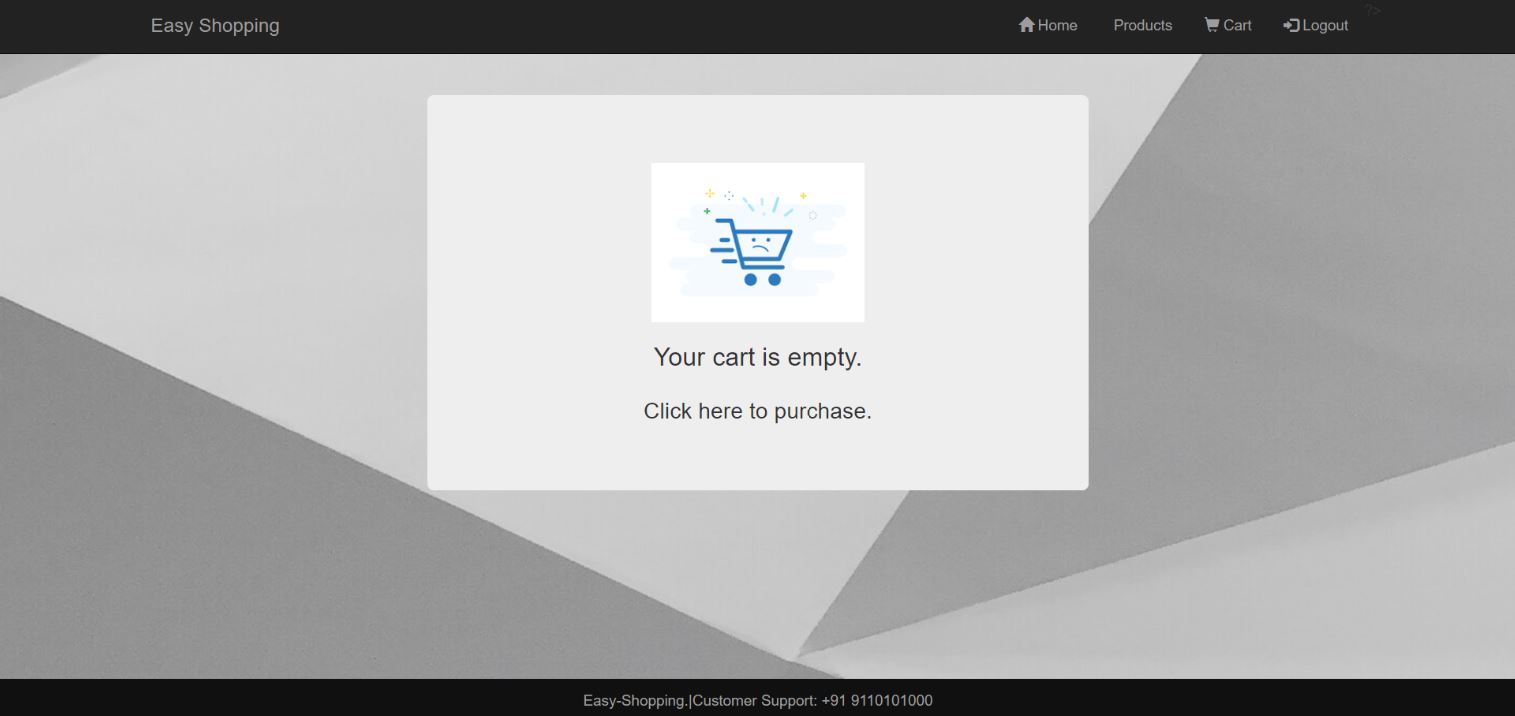 Easy Shopping
Home Products Cart Logout ?>
Your cart is empty.
Click here to purchase.
Easy-Shopping.|Customer Support: +91 9110101000